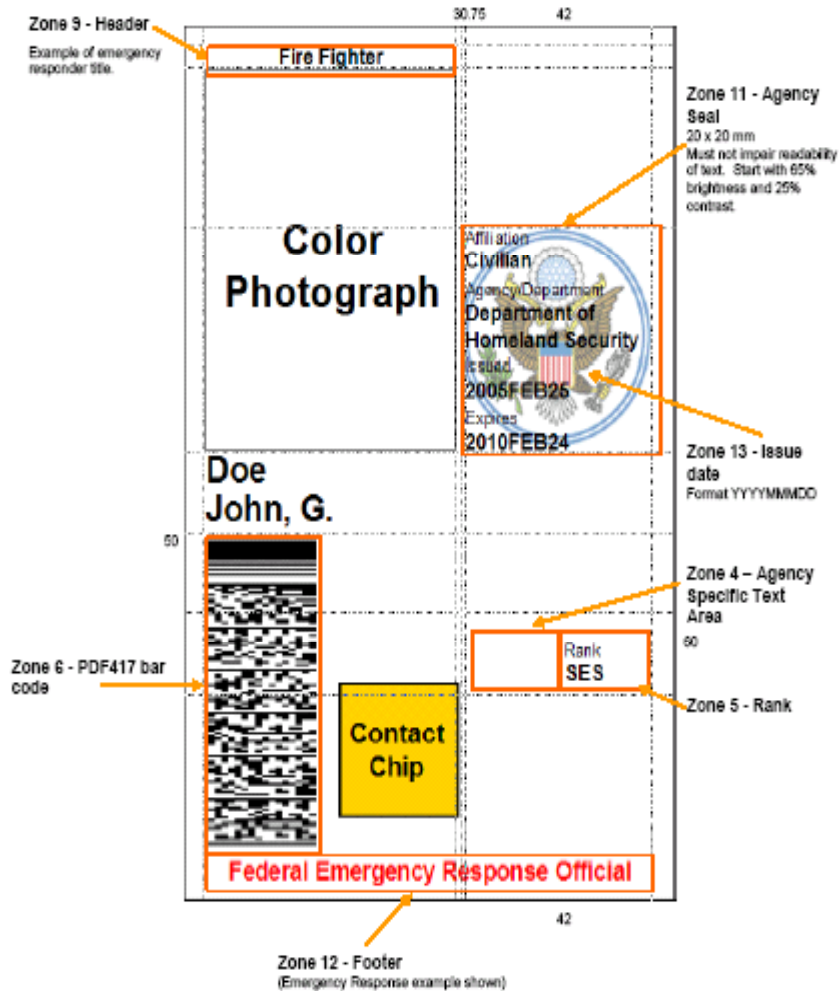 30.75 42
Zone 9 - Header
Example of emergency
responder title.
Fire Fighter
Zone 11 - Agency
Seal
20 x 20 mm
Must not impair readability
of text. Start with 65%
brightness and 25%
contrast.
Color
Photograph
Affiliation
Civilian
Agency/Department
Department of
Homeland Security
Issued
2005FEB25
Expires
2010FEB24
Zone 13 - Issue
date
Format YYYYMMMDD
Doe
John, G.
50
Zone 4 – Agency
Specific Text
Area
60
Rank
SES
Zone 6 - PDF417 bar
code
Zone 5 - Rank
Contact
Chip
Federal Emergency Response Official
42
Zone 12 - Footer
(Emergency Response example shown)